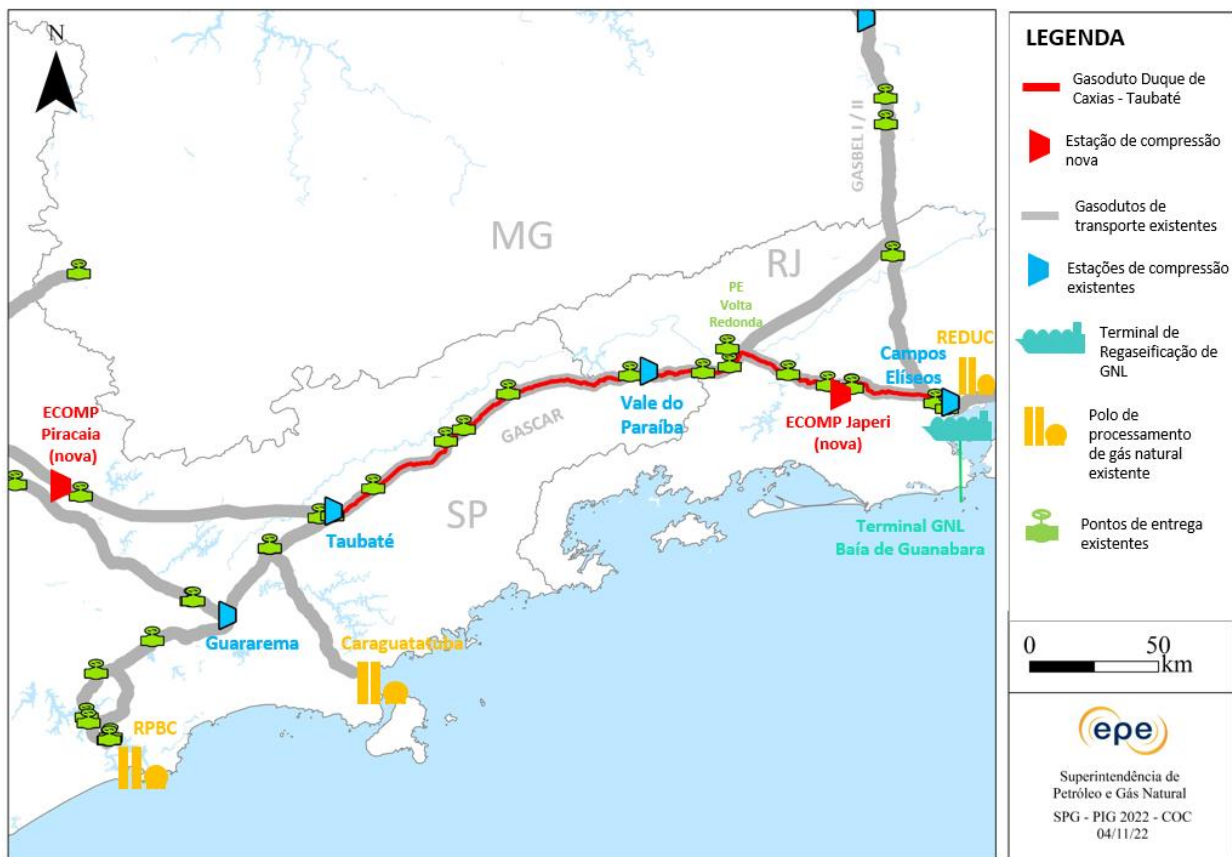 N
MG
RJ
SP
GASBEL I / II
GASCAR
PE
Volta
Redonda
REDUC
Campos
Elíseos
Vale do
Paraíba
ECOMP Japeri
(nova)
ECOMP
Piracaia
(nova)
Taubaté
Terminal GNL
Baía de Guanabara
Guararema
Caraguatatuba
RPBC
LEGENDA
Gasoduto Duque de
Caxias - Taubaté
Estação de compressão
nova
Gasodutos de
transporte existentes
Estações de compressão
existentes
Terminal de
Regaseificação de
GNL
Polo de
processamento
de gás natural
existente
Pontos de entrega
existentes
0 50
km
epe
Superintendência de
Petróleo e Gás Natural
SPG - PIG 2022 - COC
04/11/22